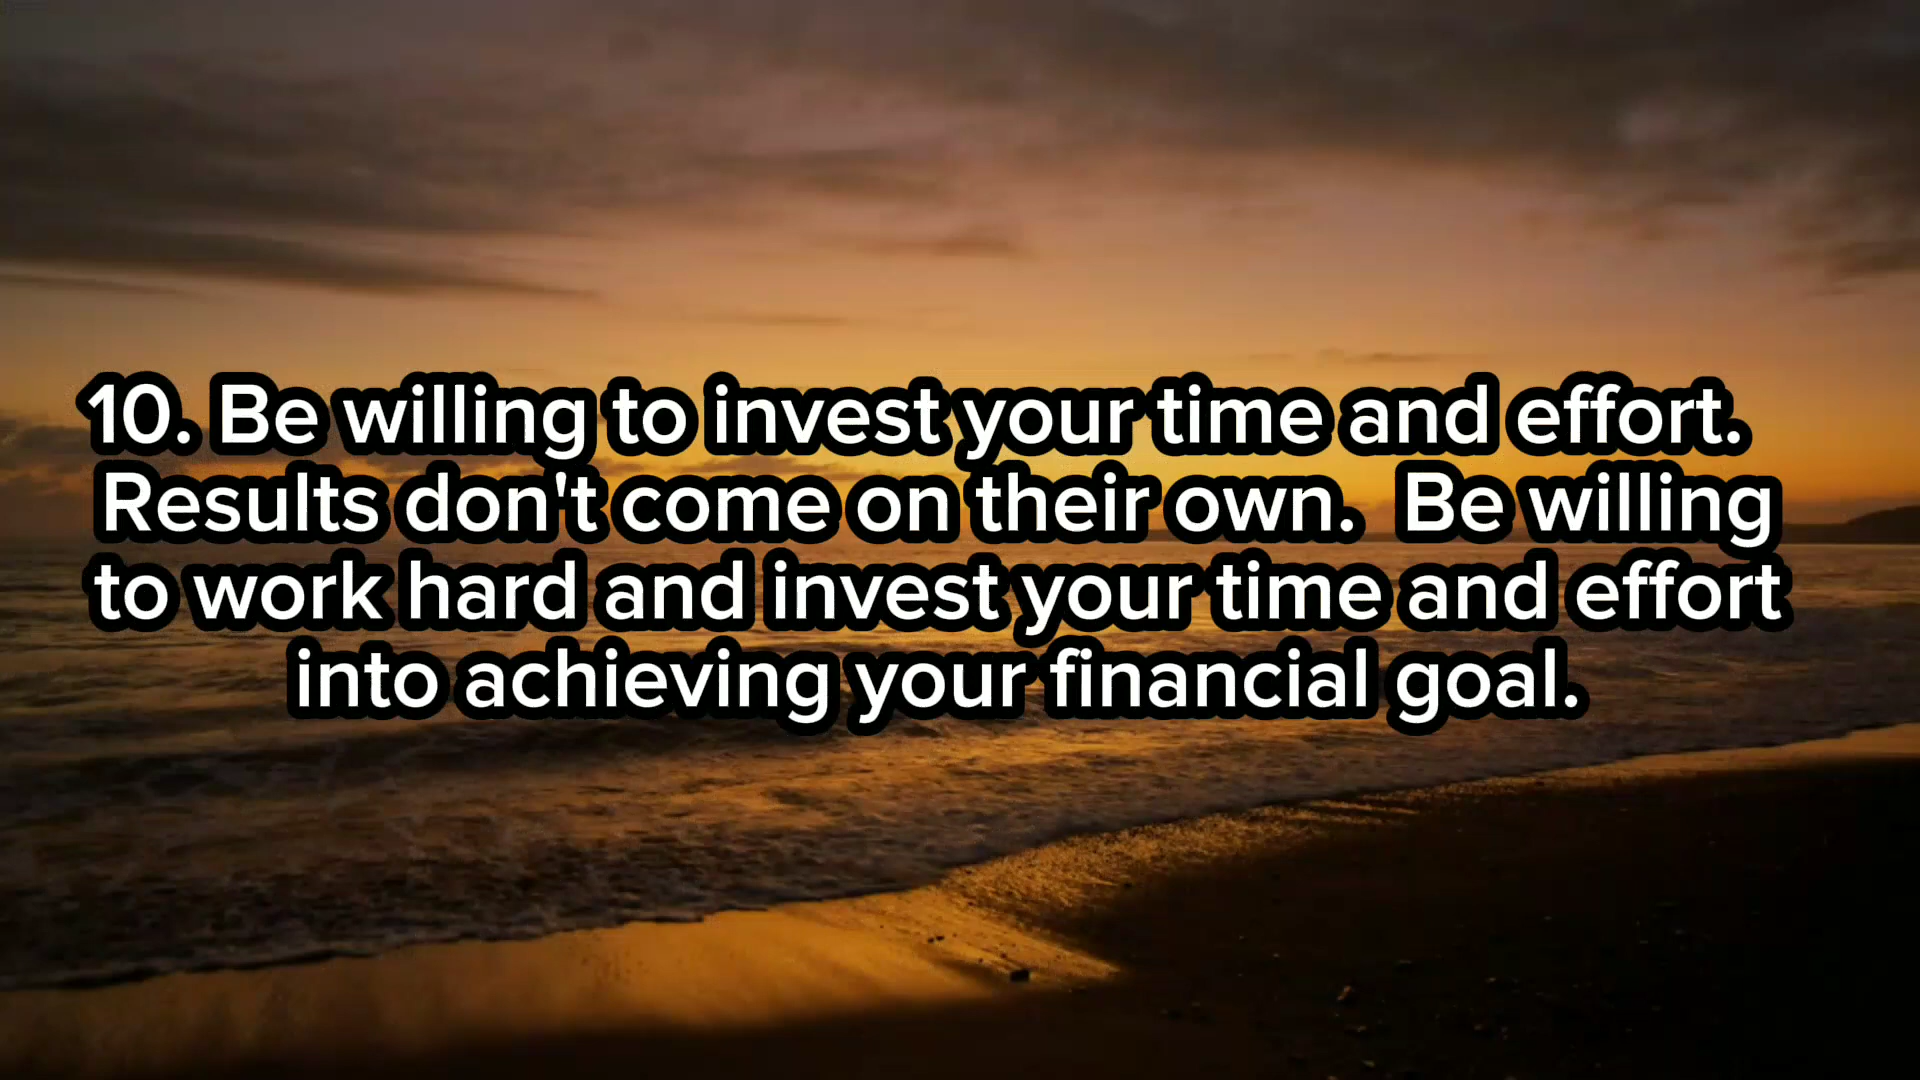 10. Be willing to invest your time and effort.
Results don't come on their own.  Be willing
to work hard and invest your time and effort
into achieving your financial goal.